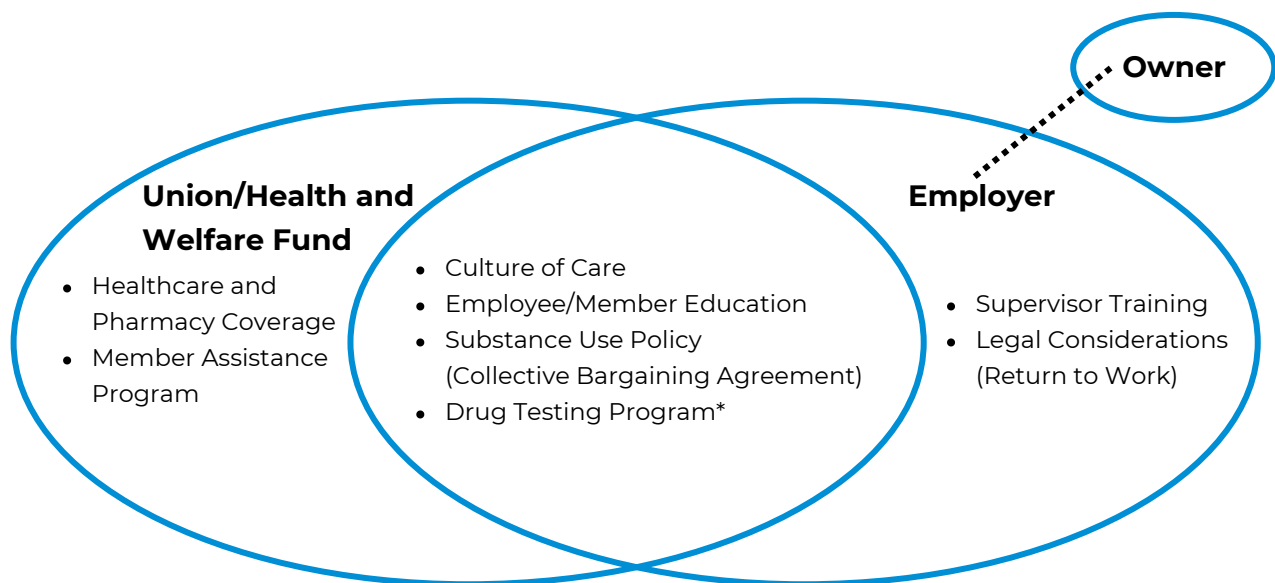 Owner
Union/Health and
Welfare Fund
• Healthcare and
Pharmacy Coverage
• Member Assistance
Program
• Culture of Care
• Employee/Member Education
• Substance Use Policy
(Collective Bargaining Agreement)
• Drug Testing Program*
Employer
• Supervisor Training
• Legal Considerations
(Return to Work)